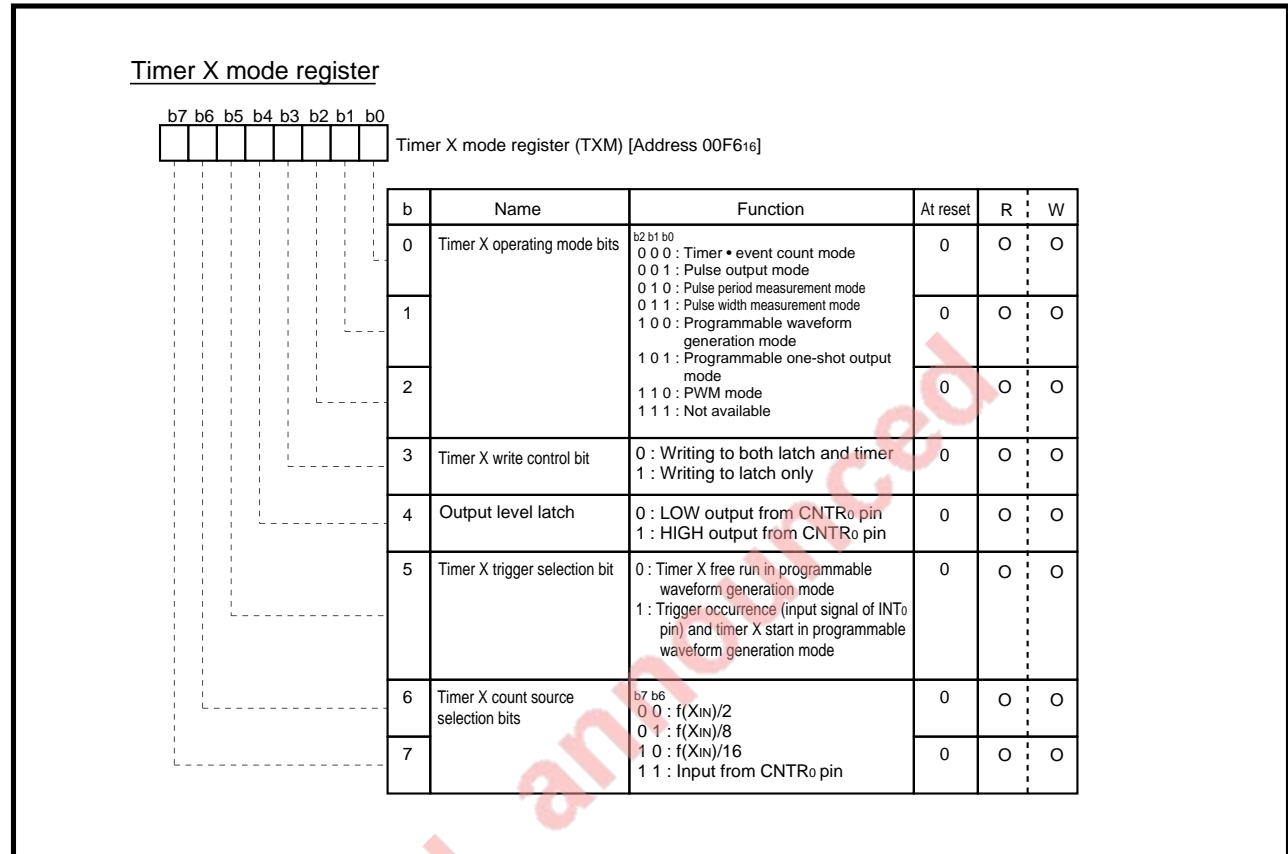 Timer X mode register
b7 b6 b5 b4 b3 b2 b1 b0
Timer X mode register (TXM) [Address 00F616]
b Name Function At reset R W
0 Timer X operating mode bits b2 b1 b0 0 O O
0 0 0 : Timer • event count mode
0 0 1 : Pulse output mode
0 1 0 : Pulse period measurement mode
0 1 1 : Pulse width measurement mode
1 0 O O
1 0 0 : Programmable waveform
generation mode
1 0 1 : Programmable one-shot output
mode
2 0 O O
1 1 0 : PWM mode
1 1 1 : Not available
3 Timer X write control bit 0 : Writing to both latch and timer 0 O O
1 : Writing to latch only
4 Output level latch 0 : LOW output from CNTR0 pin 0 O O
1 : HIGH output from CNTR0 pin
5 Timer X trigger selection bit 0 : Timer X free run in programmable 0 O O
waveform generation mode
1 : Trigger occurrence (input signal of INT0
pin) and timer X start in programmable
waveform generation mode
6 Timer X count source b7 b6 0 O O
selection bits 0 0 : f(XIN)/2
0 1 : f(XIN)/8
7 1 0 : f(XIN)/16 0 O O
1 1 : Input from CNTR0 pin
announced